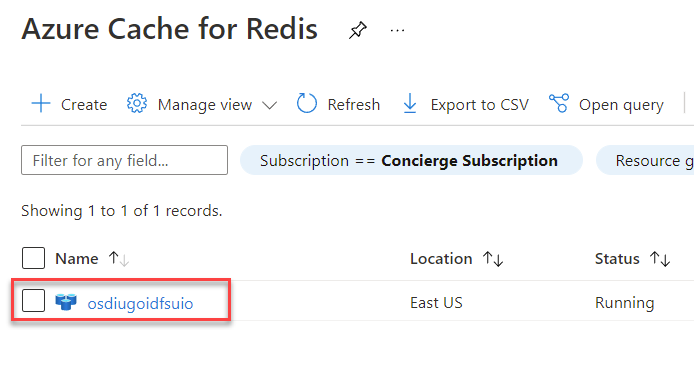 Azure Cache for Redis ...
Create Manage view Refresh Export to CSV Open query
Filter for any field... Subscription == Concierge Subscription Resource g
Showing 1 to 1 of 1 records.
Name Location Status
osdiugoidfsuio East US Running